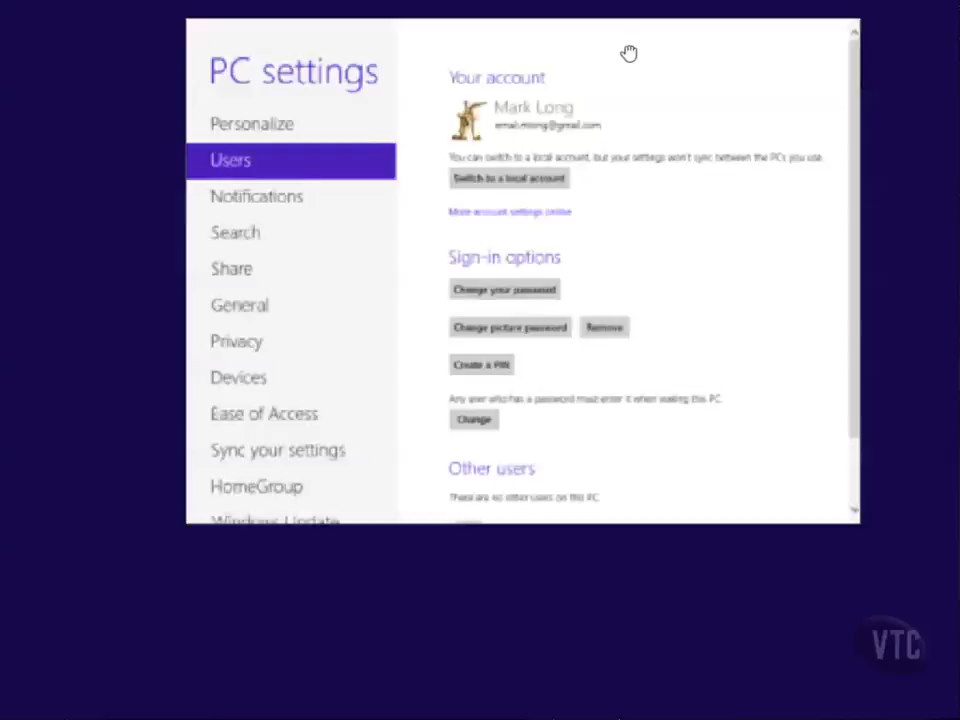 PC settings
Personalize
Users
Notifications
Search
Share
General
Privacy
Devices
Ease of Access
Sync your settings
HomeGroup
Windows Update
Your account
Mark Long
You can switch to a local account, but your settings won't sync between the PCs you use.
Switch to a local account
More account settings online
Sign-in options
Change your password
Change picture password Remove
Create a PIN
Any user who has a password must enter it when waking this PC.
Change
Other users
There are no other users on this PC.
VTC